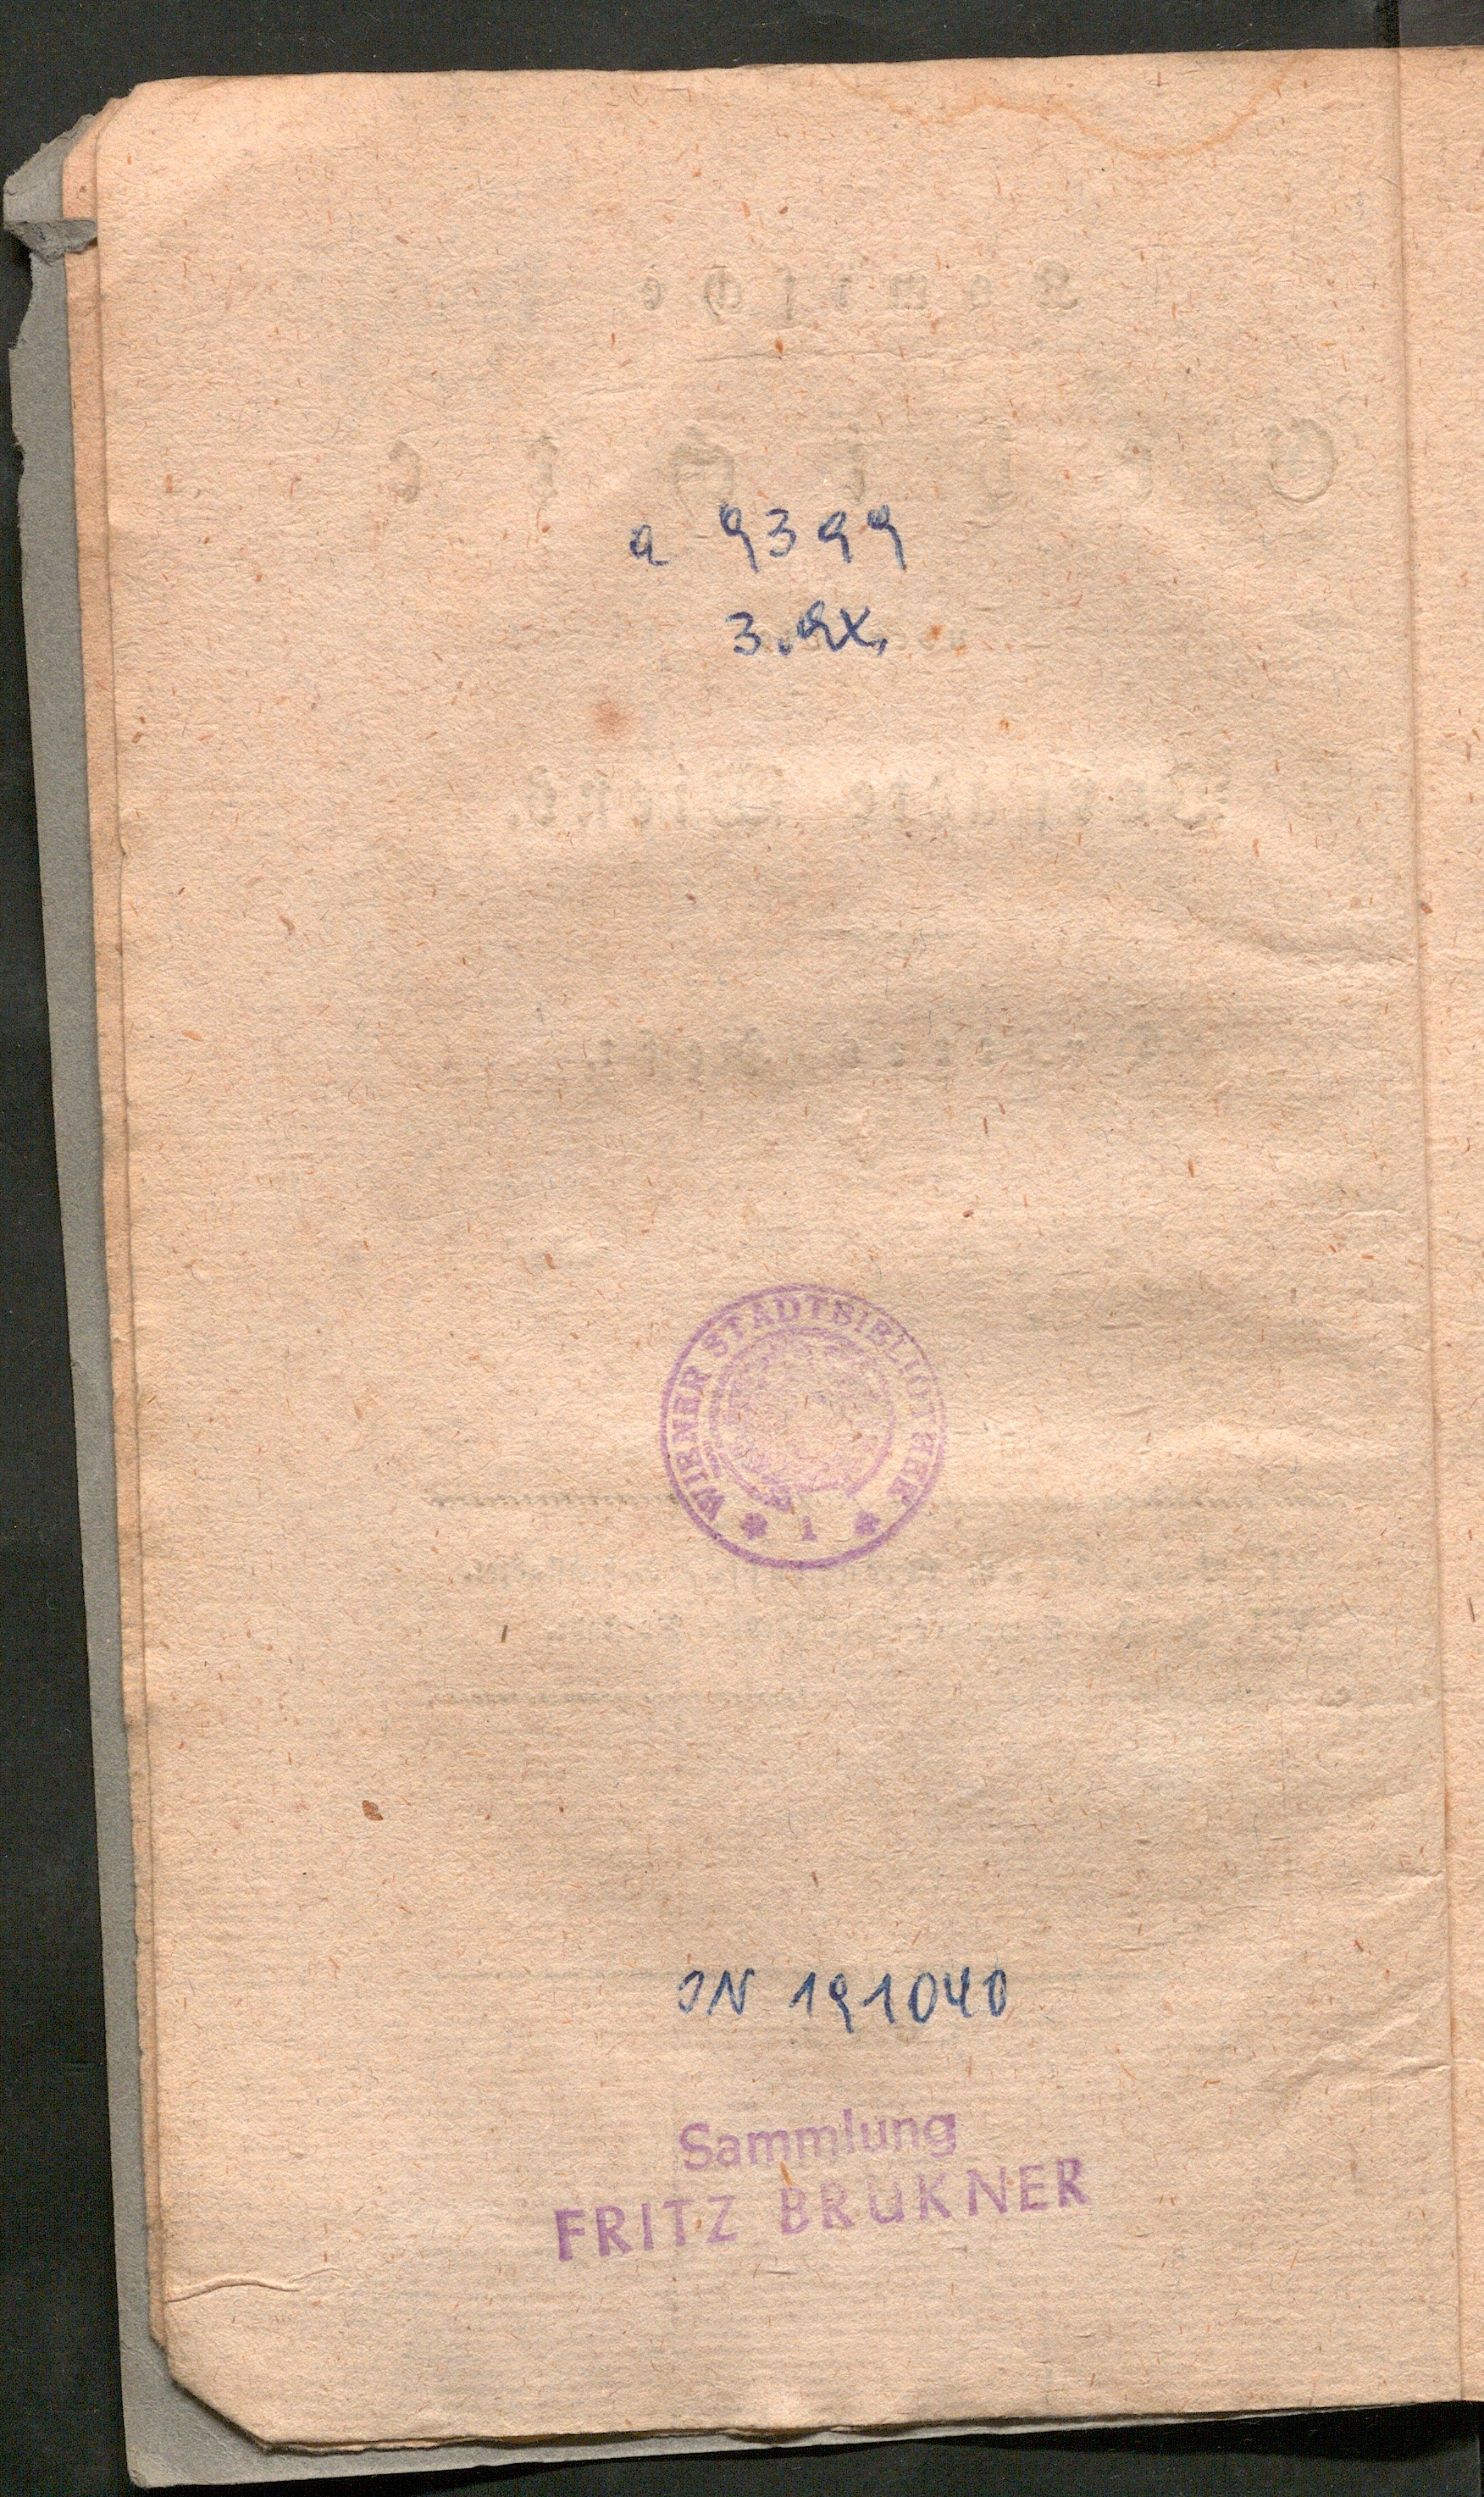 a 9399
3. Ex.
WIENER STADTBIBLIOTHEK
* 1 *
JN 191040
Sammlung
FRITZ BRUKNER